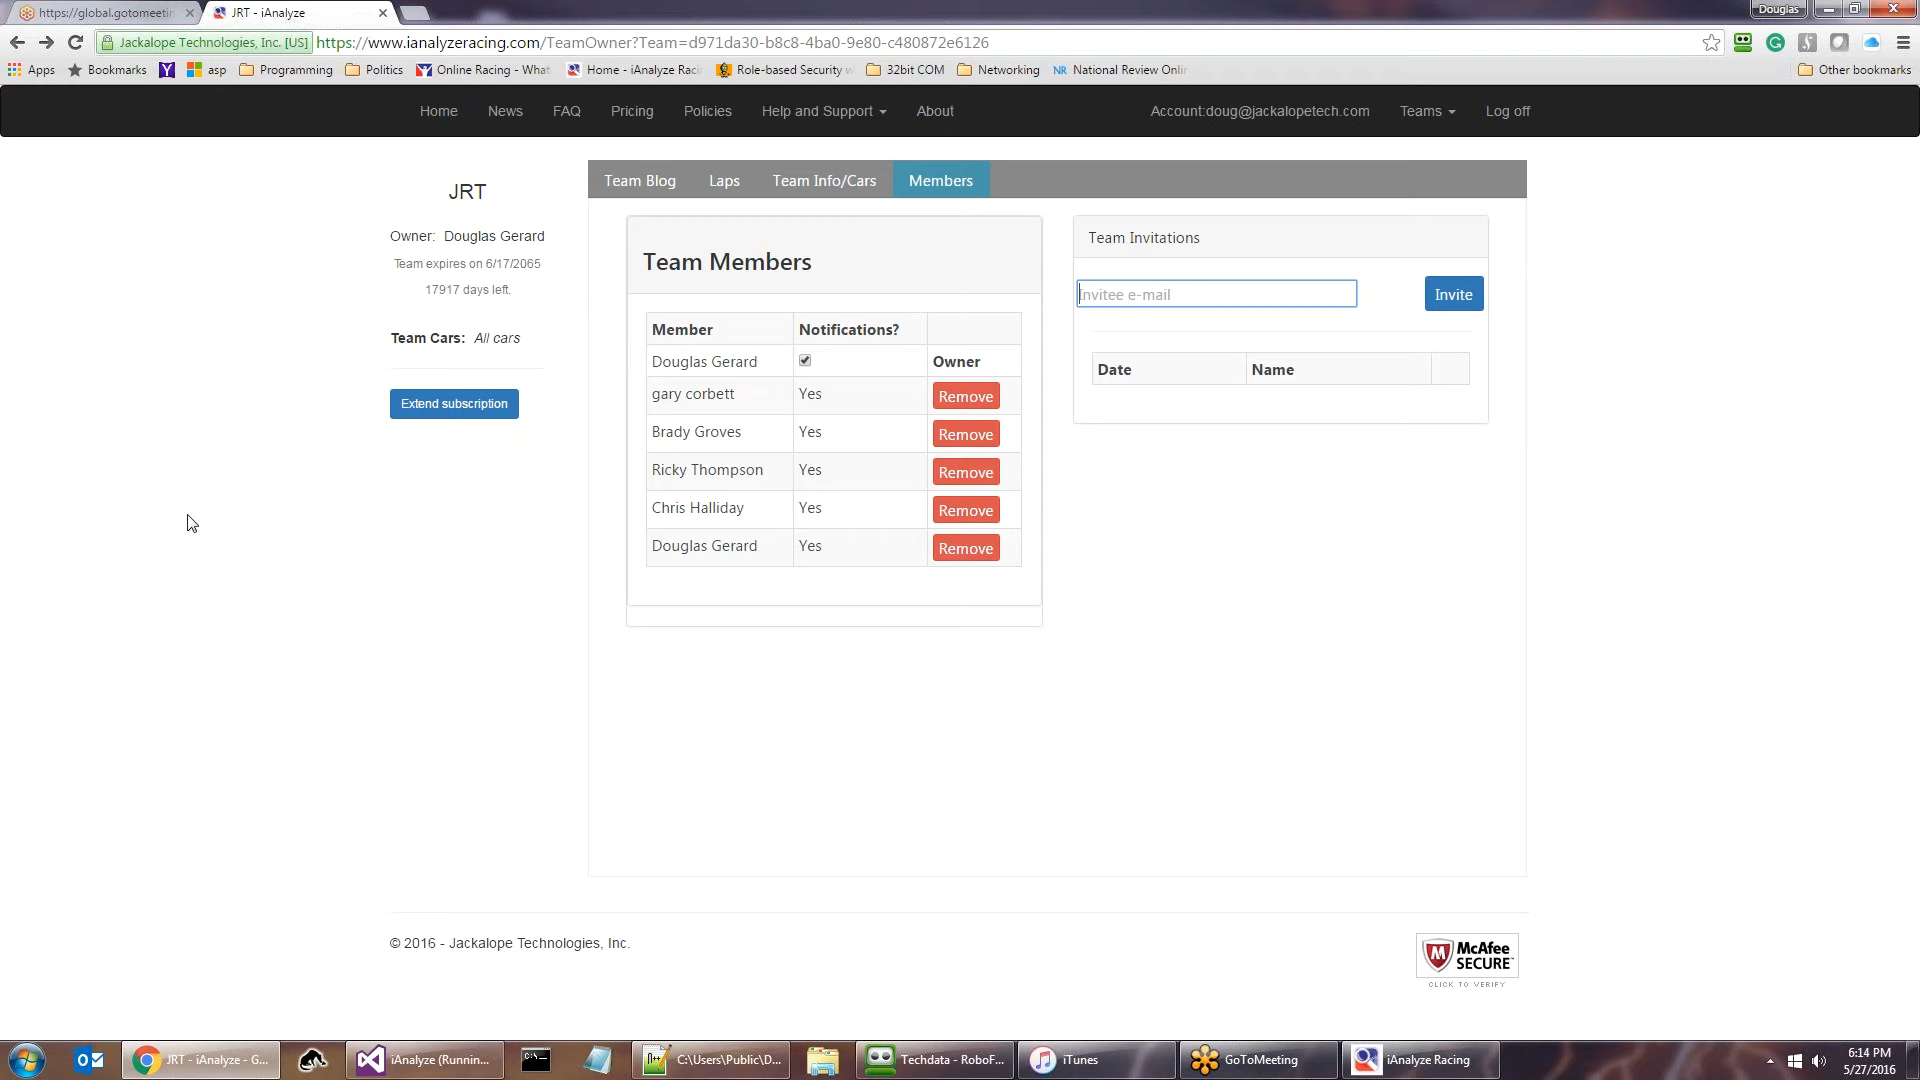 https://global.gotomeetin
JRT - iAnalyze
Douglas
Jackalope Technologies, Inc. [US]
https://www.ianalyzeracing.com/TeamOwner?Team=d971da30-b8c8-4ba0-9e80-c480872e6126
Apps
Bookmarks
asp
Programming
Politics
Online Racing - What
Home - iAnalyze Raci
Role-based Security
32bit COM
Networking
National Review Onlin
Other bookmarks
Home
News
FAQ
Pricing
Policies
Help and Support
About
Account:doug@jackalopetech.com
Teams
Log off
JRT
Owner: Douglas Gerard
Team expires on 6/17/2065
17917 days left.
Team Cars: All cars
Extend subscription
Team Blog
Laps
Team Info/Cars
Members
Team Members
Member Notifications?
Douglas Gerard Owner
gary corbett Yes Remove
Brady Groves Yes Remove
Ricky Thompson Yes Remove
Chris Halliday Yes Remove
Douglas Gerard Yes Remove
Team Invitations
Invitee e-mail
Invite
Date Name
© 2016 - Jackalope Technologies, Inc.
McAfee
SECURE
CLICK TO VERIFY
JRT - iAnalyze - G...
iAnalyze (Runnin...
C:\Users\Public\D...
Techdata - RoboF...
iTunes
GoToMeeting
iAnalyze Racing
6:14 PM
5/27/2016